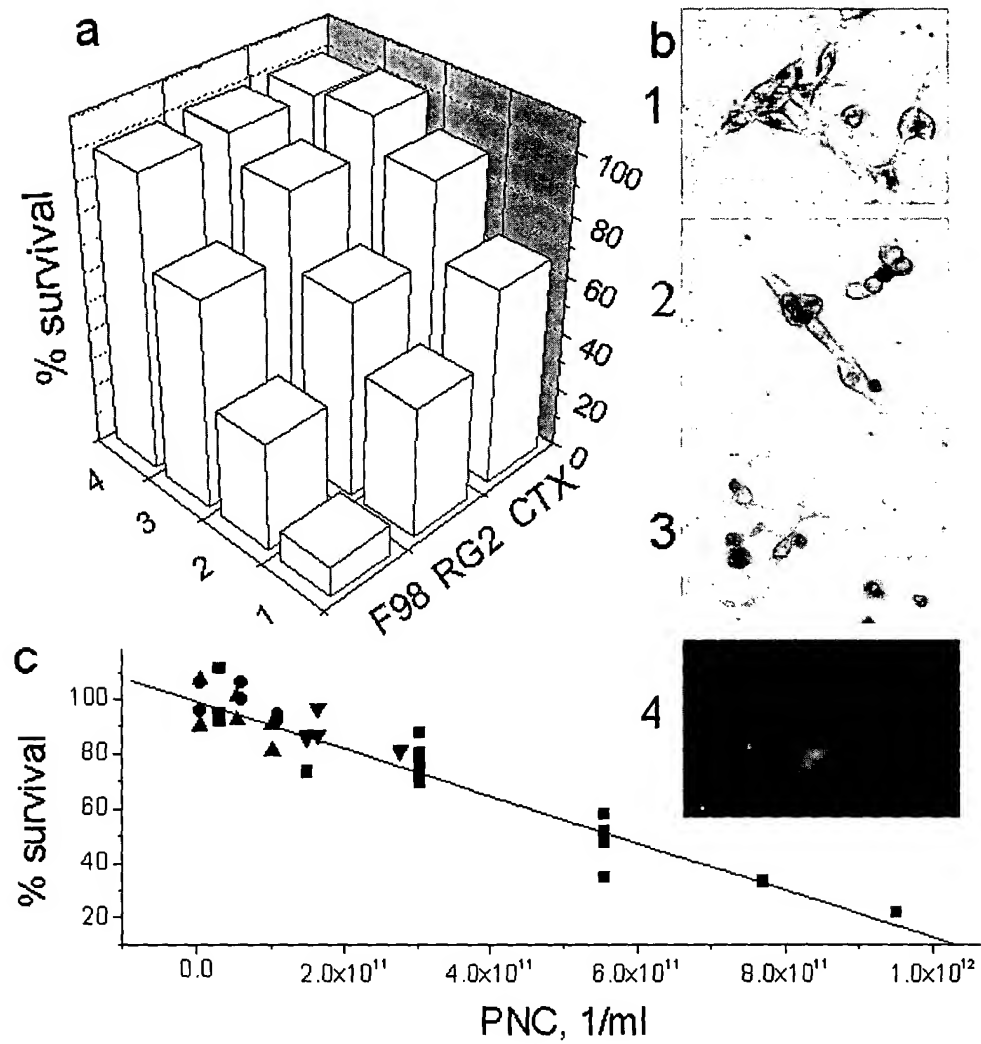 a
% survival
100
80
60
40
20
0
4
3
2
1
F98 RG2 CTX
b
1
2
3
4
c
% survival
100
80
60
40
20
0.0
2.0x10¹¹
4.0x10¹¹
6.0x10¹¹
8.0x10¹¹
1.0x10¹²
PNC, 1/ml